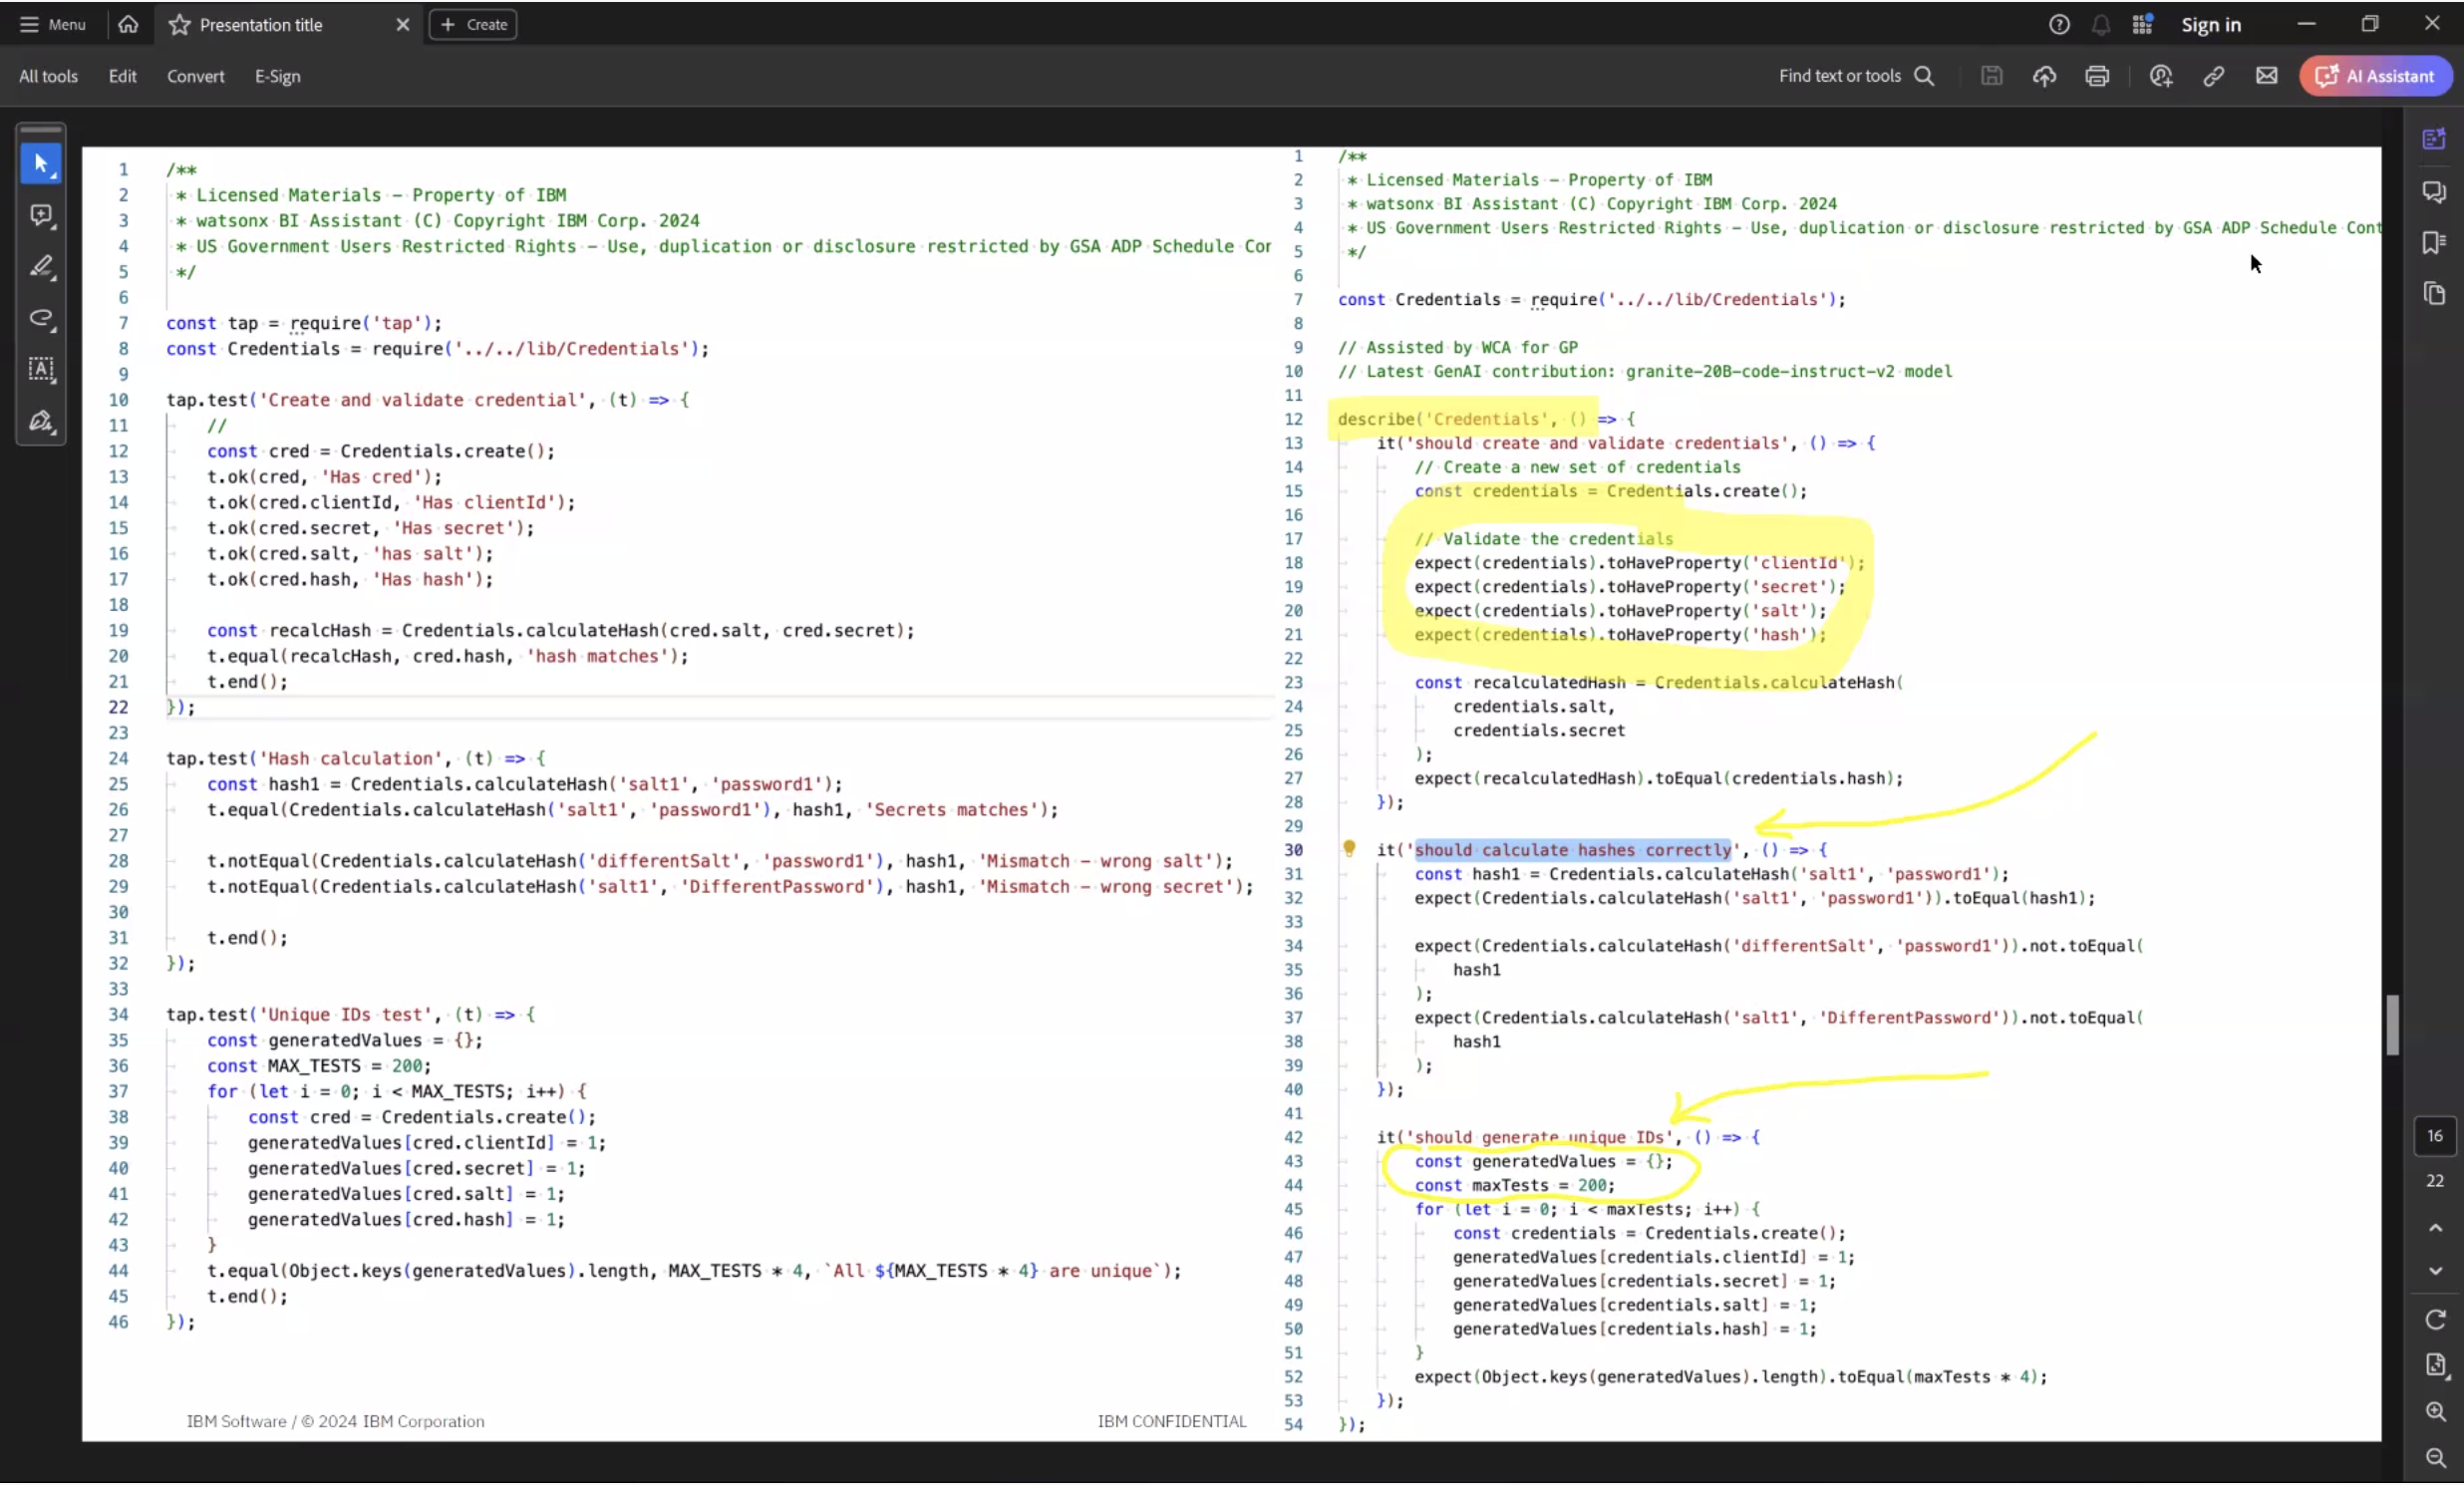 Menu
Presentation title
Create
Sign in
All tools
Edit
Convert
E-Sign
Find text or tools
AI Assistant
1 /**
2 * Licensed Materials - Property of IBM
3 * watsonx BI Assistant (C) Copyright IBM Corp. 2024
4 * US Government Users Restricted Rights - Use, duplication or disclosure restricted by GSA ADP Schedule Cor
5 */
6
7 const tap = require('tap');
8 const Credentials = require('../../lib/Credentials');
9
10 tap.test('Create and validate credential', (t) => {
11 //
12 const cred = Credentials.create();
13 t.ok(cred, 'Has cred');
14 t.ok(cred.clientId, 'Has clientId');
15 t.ok(cred.secret, 'Has secret');
16 t.ok(cred.salt, 'has salt');
17 t.ok(cred.hash, 'Has hash');
18
19 const recalcHash = Credentials.calculateHash(cred.salt, cred.secret);
20 t.equal(recalcHash, cred.hash, 'hash matches');
21 t.end();
22 });
23
24 tap.test('Hash calculation', (t) => {
25 const hash1 = Credentials.calculateHash('salt1', 'password1');
26 t.equal(Credentials.calculateHash('salt1', 'password1'), hash1, 'Secrets matches');
27
28 t.notEqual(Credentials.calculateHash('differentSalt', 'password1'), hash1, 'Mismatch - wrong salt');
29 t.notEqual(Credentials.calculateHash('salt1', 'DifferentPassword'), hash1, 'Mismatch - wrong secret');
30
31 t.end();
32 });
33
34 tap.test('Unique IDs test', (t) => {
35 const generatedValues = {};
36 const MAX_TESTS = 200;
37 for (let i = 0; i < MAX_TESTS; i++) {
38 const cred = Credentials.create();
39 generatedValues[cred.clientId] = 1;
40 generatedValues[cred.secret] = 1;
41 generatedValues[cred.salt] = 1;
42 generatedValues[cred.hash] = 1;
43 }
44 t.equal(Object.keys(generatedValues).length, MAX_TESTS * 4, `All ${MAX_TESTS * 4} are unique`);
45 t.end();
46 });
IBM Software / © 2024 IBM Corporation
IBM CONFIDENTIAL
1 /**
2 * Licensed Materials - Property of IBM
3 * watsonx BI Assistant (C) Copyright IBM Corp. 2024
4 * US Government Users Restricted Rights - Use, duplication or disclosure restricted by GSA ADP Schedule Cont
5 */
6
7 const Credentials = require('../../lib/Credentials');
8
9 // Assisted by WCA for GP
10 // Latest GenAI contribution: granite-20B-code-instruct-v2 model
11
12 describe('Credentials', () => {
13 it('should create and validate credentials', () => {
14 // Create a new set of credentials
15 const credentials = Credentials.create();
16
17 // Validate the credentials
18 expect(credentials).toHaveProperty('clientId');
19 expect(credentials).toHaveProperty('secret');
20 expect(credentials).toHaveProperty('salt');
21 expect(credentials).toHaveProperty('hash');
22
23 const recalculatedHash = Credentials.calculateHash(
24 credentials.salt,
25 credentials.secret
26 );
27 expect(recalculatedHash).toEqual(credentials.hash);
28 });
29
30 it('should calculate hashes correctly', () => {
31 const hash1 = Credentials.calculateHash('salt1', 'password1');
32 expect(Credentials.calculateHash('salt1', 'password1')).toEqual(hash1);
33
34 expect(Credentials.calculateHash('differentSalt', 'password1')).not.toEqual(
35 hash1
36 );
37 expect(Credentials.calculateHash('salt1', 'DifferentPassword')).not.toEqual(
38 hash1
39 );
40 });
41
42 it('should generate unique IDs', () => {
43 const generatedValues = {};
44 const maxTests = 200;
45 for (let i = 0; i < maxTests; i++) {
46 const credentials = Credentials.create();
47 generatedValues[credentials.clientId] = 1;
48 generatedValues[credentials.secret] = 1;
49 generatedValues[credentials.salt] = 1;
50 generatedValues[credentials.hash] = 1;
51 }
52 expect(Object.keys(generatedValues).length).toEqual(maxTests * 4);
53 });
54 });
16
22